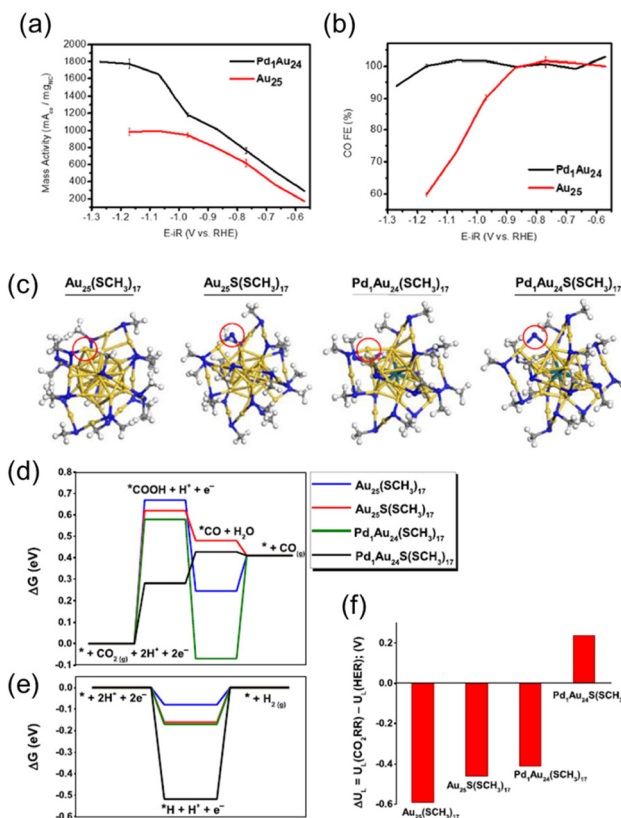 (a)
Mass Activity (mA_co / mg_NC)
2000
1800
1600
1400
1200
1000
800
600
400
200
Pd₁Au₂₄
Au₂₅
-1.3 -1.2 -1.1 -1.0 -0.9 -0.8 -0.7 -0.6
E-iR (V vs. RHE)
(b)
CO FE (%)
100
90
80
70
60
Pd₁Au₂₄
Au₂₅
-1.3 -1.2 -1.1 -1.0 -0.9 -0.8 -0.7 -0.6
E-iR (V vs. RHE)
(c)
Au₂₅(SCH₃)₁₇
Au₂₅S(SCH₃)₁₇
Pd₁Au₂₄(SCH₃)₁₇
Pd₁Au₂₄S(SCH₃)₁₇
(d)
ΔG (eV)
0.8
0.7
0.6
0.5
0.4
0.3
0.2
0.1
0.0
-0.1
*COOH + H⁺ + e⁻
*CO + H₂O
* + CO (g)
* + CO₂ (g) + 2H⁺ + 2e⁻
Au₂₅(SCH₃)₁₇
Au₂₅S(SCH₃)₁₇
Pd₁Au₂₄(SCH₃)₁₇
Pd₁Au₂₄S(SCH₃)₁₇
(e)
ΔG (eV)
0.0
-0.1
-0.2
-0.3
-0.4
-0.5
-0.6
* + 2H⁺ + 2e⁻
* + H₂ (g)
*H + H⁺ + e⁻
(f)
ΔU_L = U_L(CO₂RR) – U_L(HER); (V)
0.2
0.0
-0.2
-0.4
-0.6
Pd₁Au₂₄S(SCH₃)₁₇
Pd₁Au₂₄(SCH₃)₁₇
Au₂₅S(SCH₃)₁₇
Au₂₅(SCH₃)₁₇